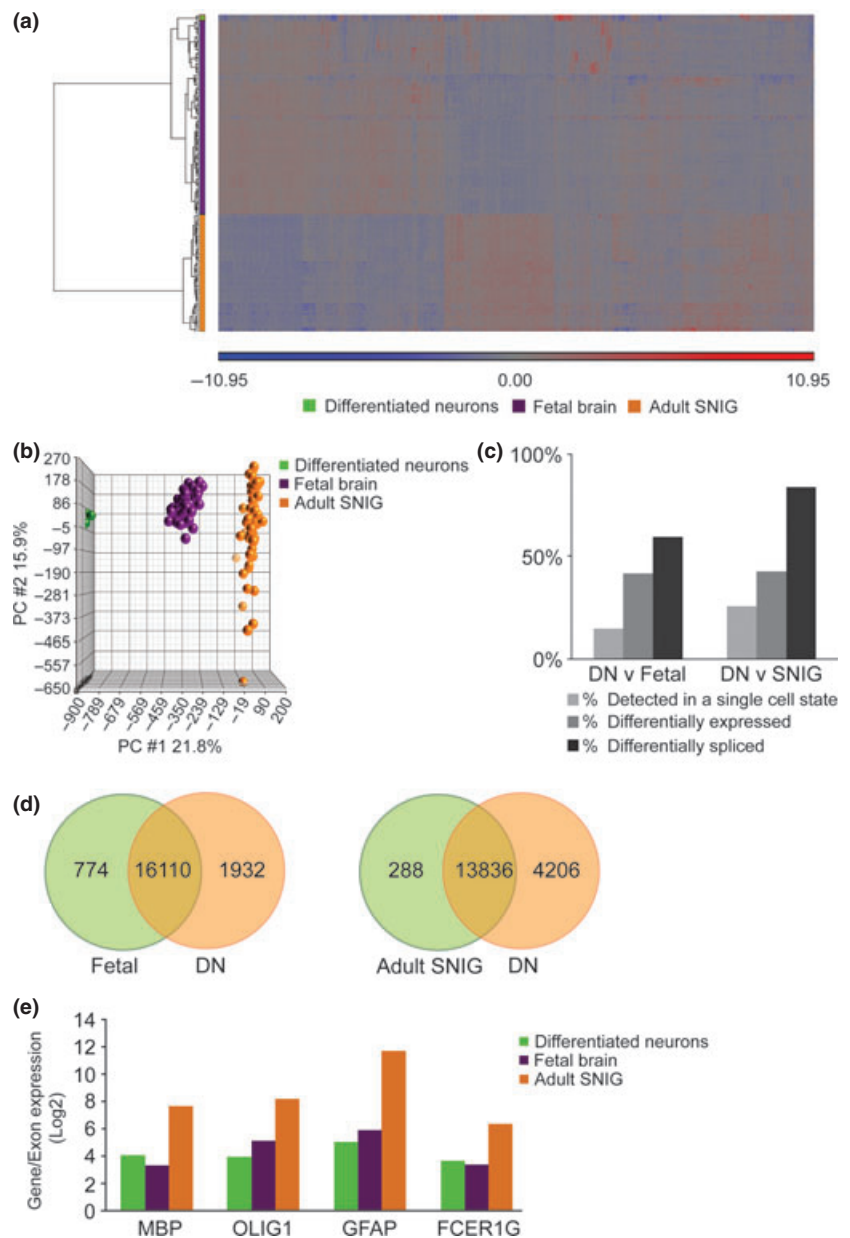 (a)
−10.95 0.00 10.95
Differentiated neurons Fetal brain Adult SNIG
(b)
270
178
86
−5
−97
−190
−281
−373
−465
−557
−650
PC #2 15.9%
−900 −789 −679 −569 −459 −350 −239 −129 −19 90 200
PC #1 21.8%
Differentiated neurons
Fetal brain
Adult SNIG
(c)
100%
50%
0%
DN v Fetal DN v SNIG
% Detected in a single cell state
% Differentially expressed
% Differentially spliced
(d)
774 16110 1932
Fetal DN
288 13836 4206
Adult SNIG DN
(e)
Gene/Exon expression
(Log2)
14
12
10
8
6
4
2
0
MBP OLIG1 GFAP FCER1G
Differentiated neurons
Fetal brain
Adult SNIG